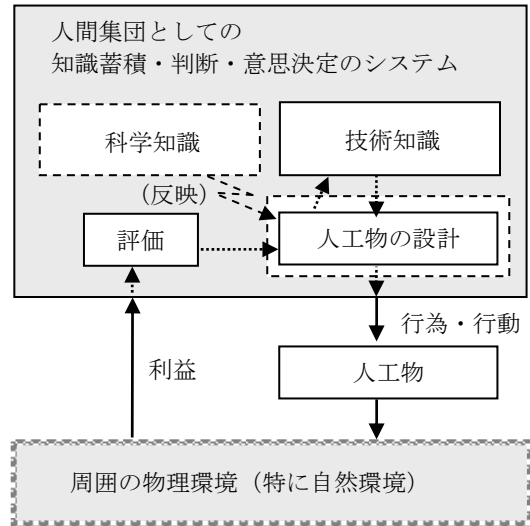 人間集団としての
知識蓄積・判断・意思決定のシステム
科学知識
技術知識
（反映）
評価
人工物の設計
行為・行動
利益
人工物
周囲の物理環境（特に自然環境）